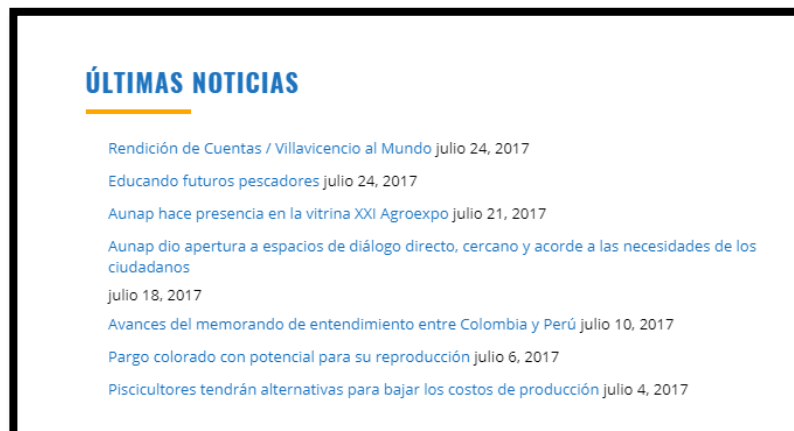 ÚLTIMAS NOTICIAS
Rendición de Cuentas / Villavicencio al Mundo julio 24, 2017
Educando futuros pescadores julio 24, 2017
Aunap hace presencia en la vitrina XXI Agroexpo julio 21, 2017
Aunap dio apertura a espacios de diálogo directo, cercano y acorde a las necesidades de los
ciudadanos
julio 18, 2017
Avances del memorando de entendimiento entre Colombia y Perú julio 10, 2017
Pargo colorado con potencial para su reproducción julio 6, 2017
Piscicultores tendrán alternativas para bajar los costos de producción julio 4, 2017